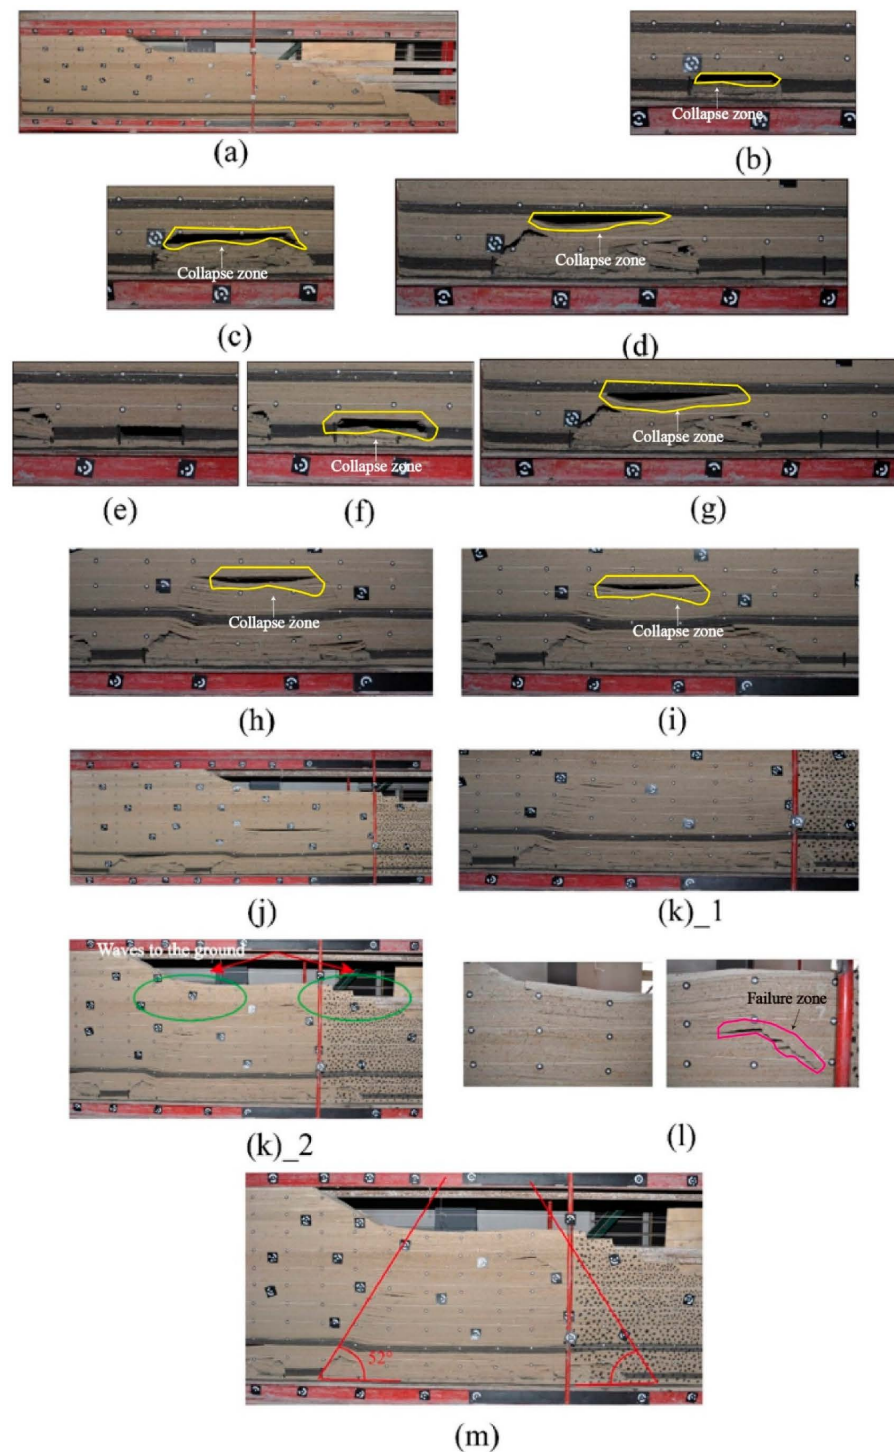 (a)
Collapse zone
(b)
Collapse zone
(c)
Collapse zone
(d)
(e)
Collapse zone
(f)
Collapse zone
(g)
Collapse zone
(h)
Collapse zone
(i)
(j)
(k)_1
Waves to the ground
(k)_2
Failure zone
(l)
52°
(m)